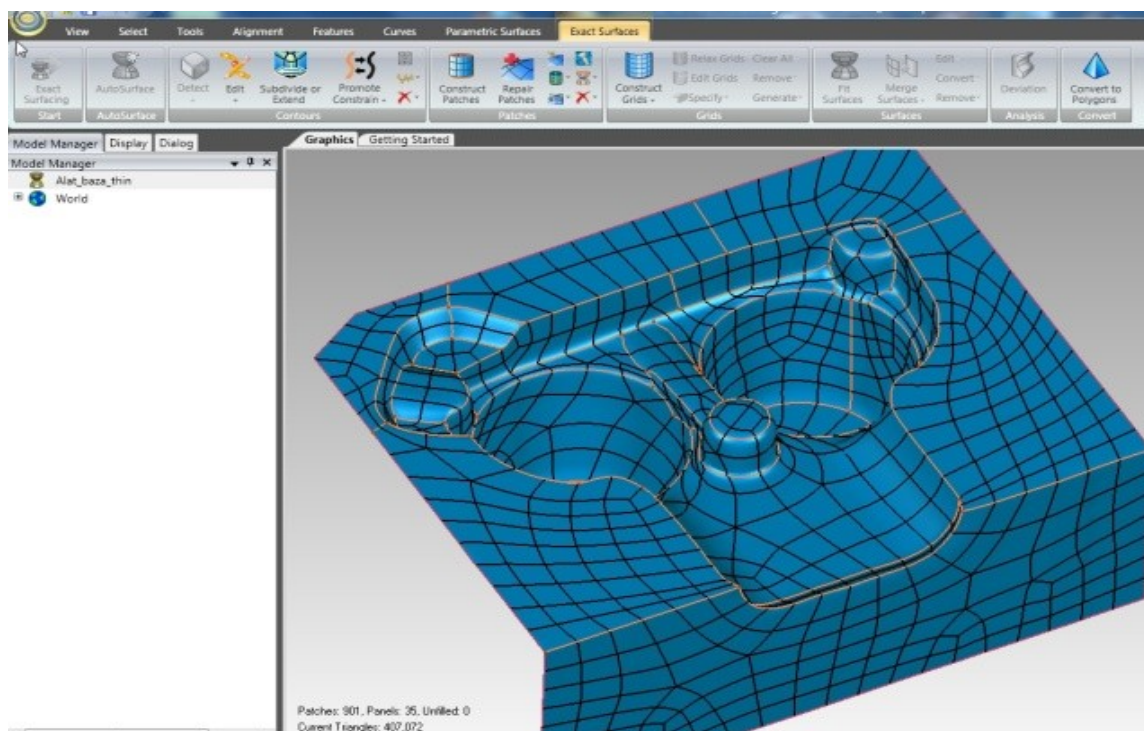 View Select Tools Alignment Features Curves Parametric Surfaces Exact Surfaces
Exact Surfacing
AutoSurface
Detect
Edit
Subdivide or Extend
Promote Constrain
Construct Patches
Repair Patches
Construct Grids
Relax Grids Clear All
Edit Grids Remove
Specify Generate
Fit Surfaces
Merge Surfaces
Edit
Convert
Remove
Deviation
Convert to Polygons
Start AutoSurface Contours Patches Grids Surfaces Analysis Convert
Model Manager Display Dialog
Graphics Getting Started
Model Manager
Alat_baza_thin
World
Patches: 901, Panels: 35, Unfilled: 0
Current Triangles: 407,072